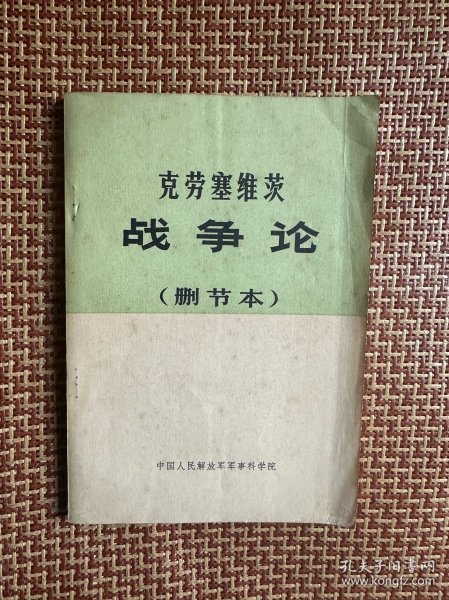 克劳塞维茨
战争论
（删节本）
中国人民解放军军事科学院
孔夫子旧书网
www.kongfz.com